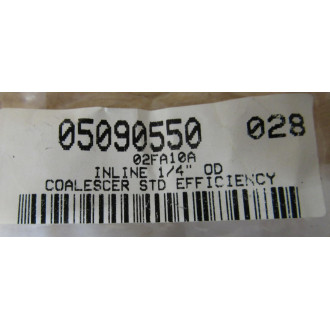 05090550 028
02FA10A
INLINE 1/4" OD
COALESCER STD EFFICIENCY